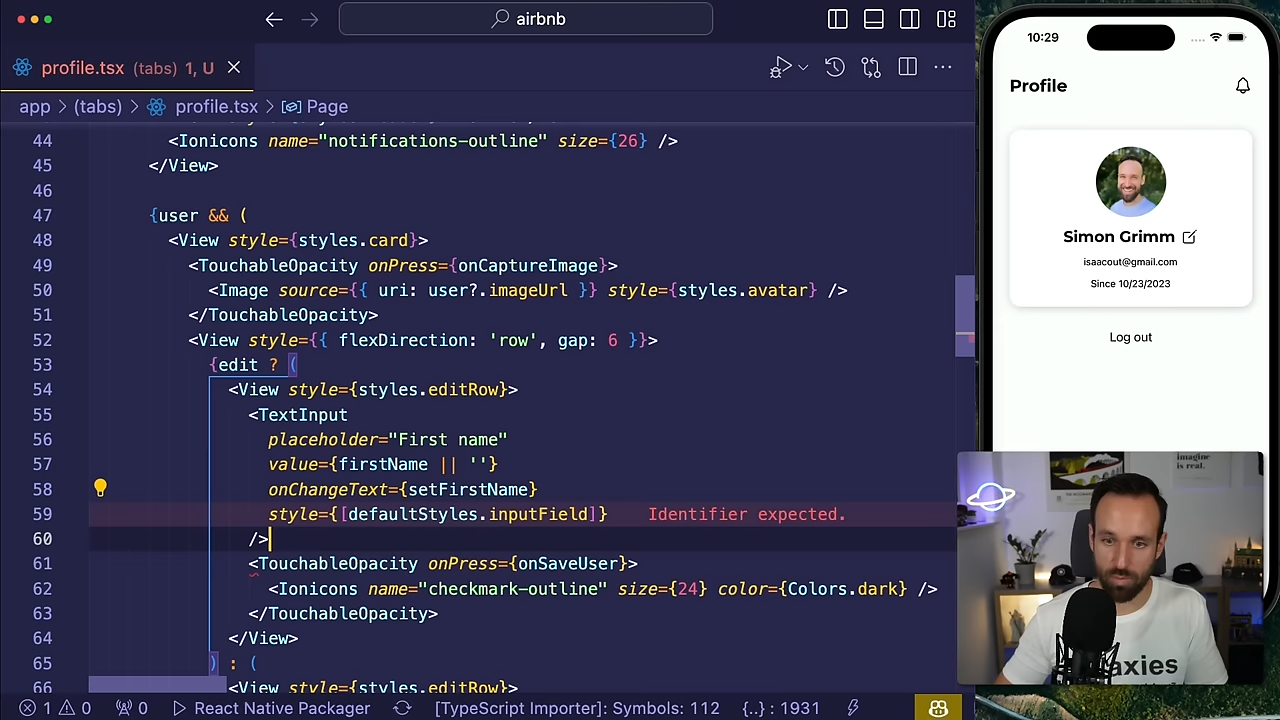 airbnb
profile.tsx (tabs) 1, U
app > (tabs) > profile.tsx > Page
44 <Ionicons name="notifications-outline" size={26} />
45 </View>
46
47 {user && (
48 <View style={styles.card}>
49 <TouchableOpacity onPress={onCaptureImage}>
50 <Image source={{ uri: user?.imageUrl }} style={styles.avatar} />
51 </TouchableOpacity>
52 <View style={{ flexDirection: 'row', gap: 6 }}>
53 {edit ? (
54 <View style={styles.editRow}>
55 <TextInput
56 placeholder="First name"
57 value={firstName || ''}
58 onChangeText={setFirstName}
59 style={[defaultStyles.inputField]} Identifier expected.
60 />
61 <TouchableOpacity onPress={onSaveUser}>
62 <Ionicons name="checkmark-outline" size={24} color={Colors.dark} />
63 </TouchableOpacity>
64 </View>
65 ) : (
66 <View style={styles.editRow}>
1 0 0 React Native Packager [TypeScript Importer]: Symbols: 112 {..} : 1931
10:29
Profile
Simon Grimm
isaacout@gmail.com
Since 10/23/2023
Log out
imagine
is real.
axies